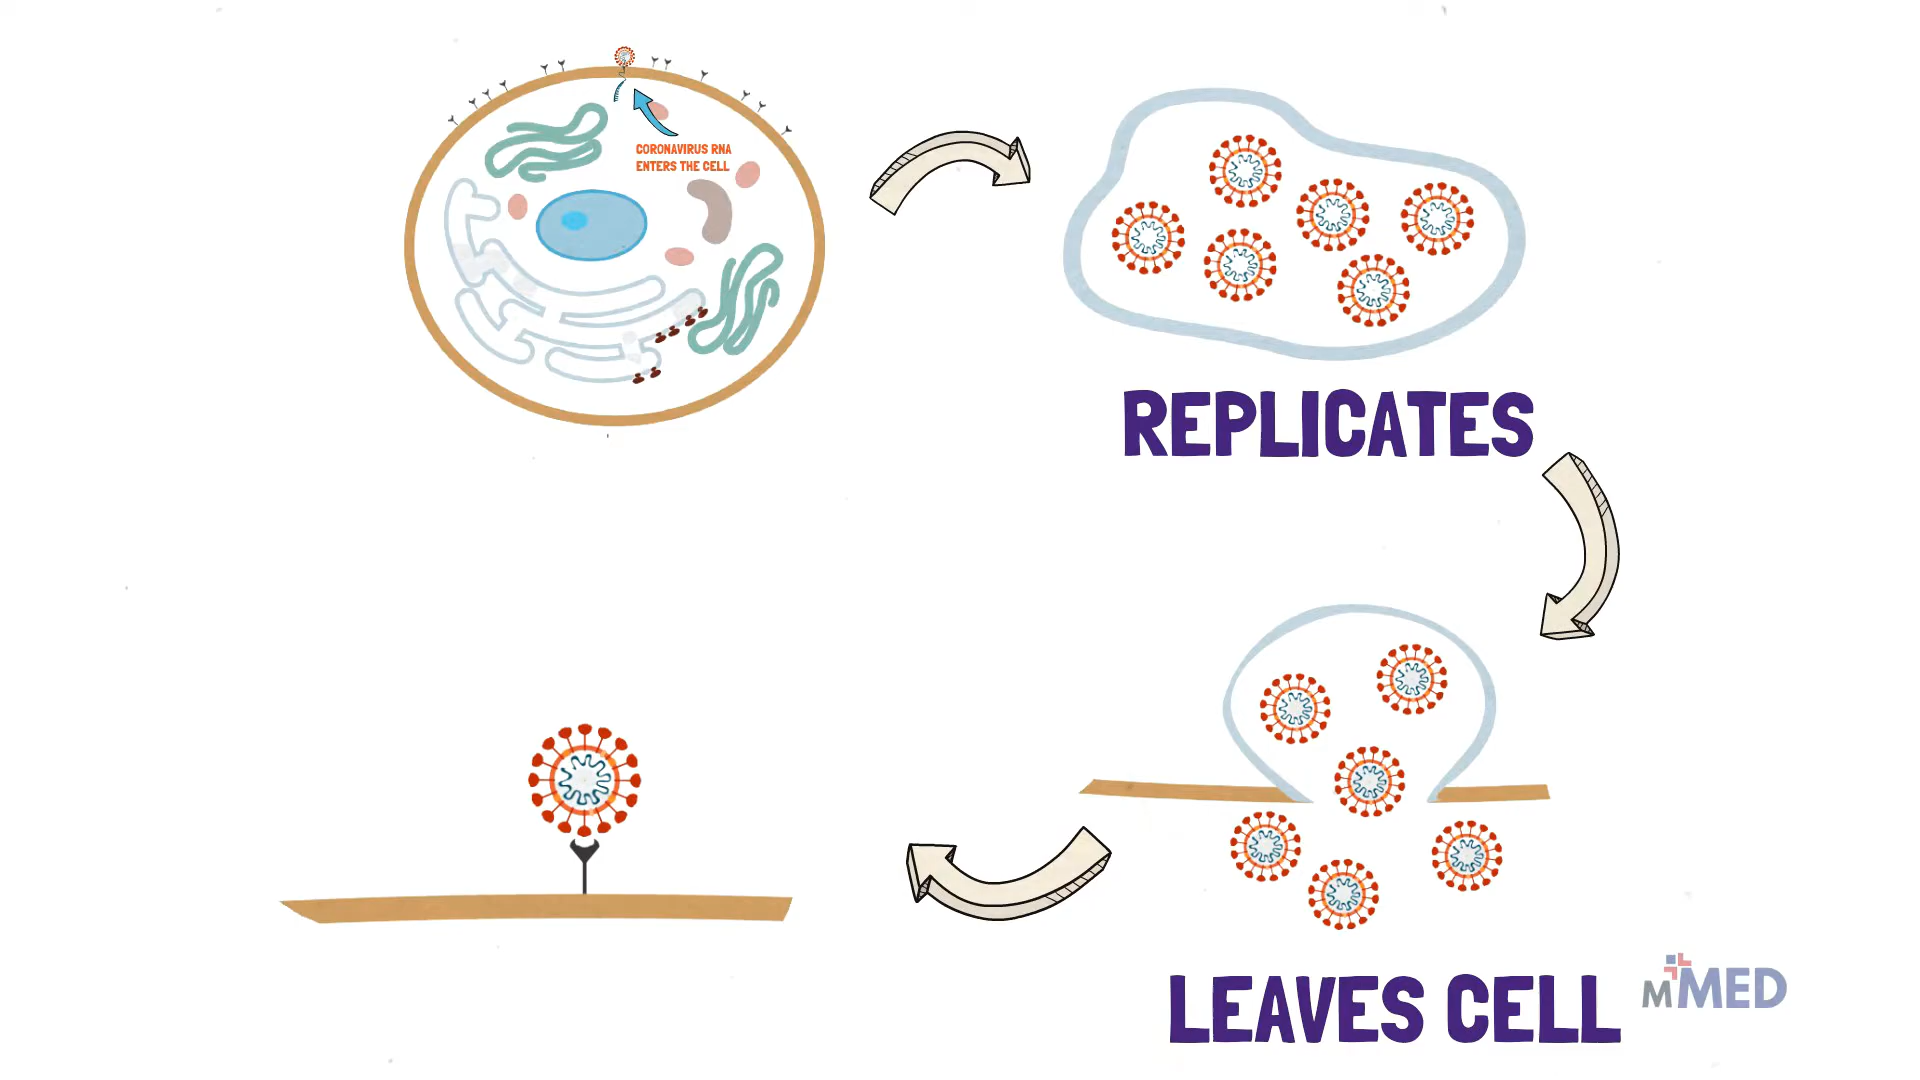 CORONAVIRUS RNA
ENTERS THE CELL
REPLICATES
LEAVES CELL
MMED